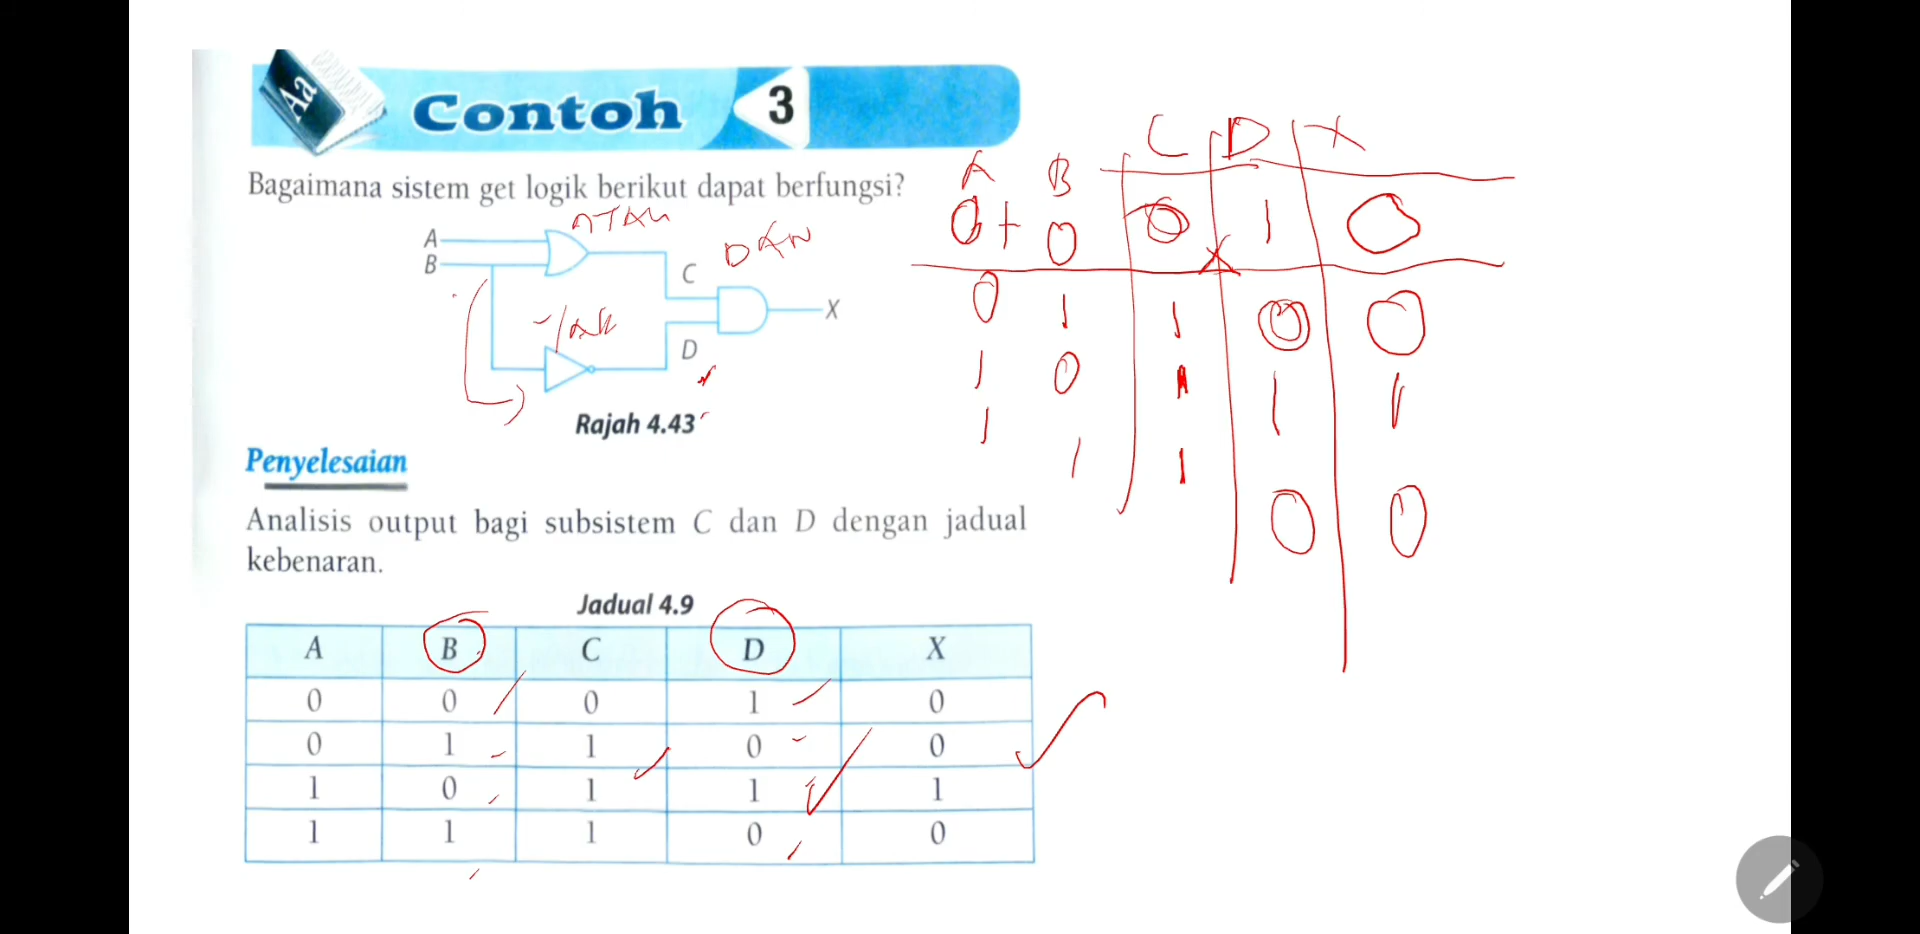 Aa
Contoh 3
Bagaimana sistem get logik berikut dapat berfungsi?
ATAU
A
B
DAN
C
X
TAK
D
Rajah 4.43
Penyelesaian
Analisis output bagi subsistem C dan D dengan jadual
kebenaran.
Jadual 4.9
A B C D X
0 0 0 1 0
0 1 1 0 0
1 0 1 1 1
1 1 1 0 0
A B C D X
0 + 0 0 1 0
X
0 1 1 0 0
1 0 1 1 1
1 1 1 0 0